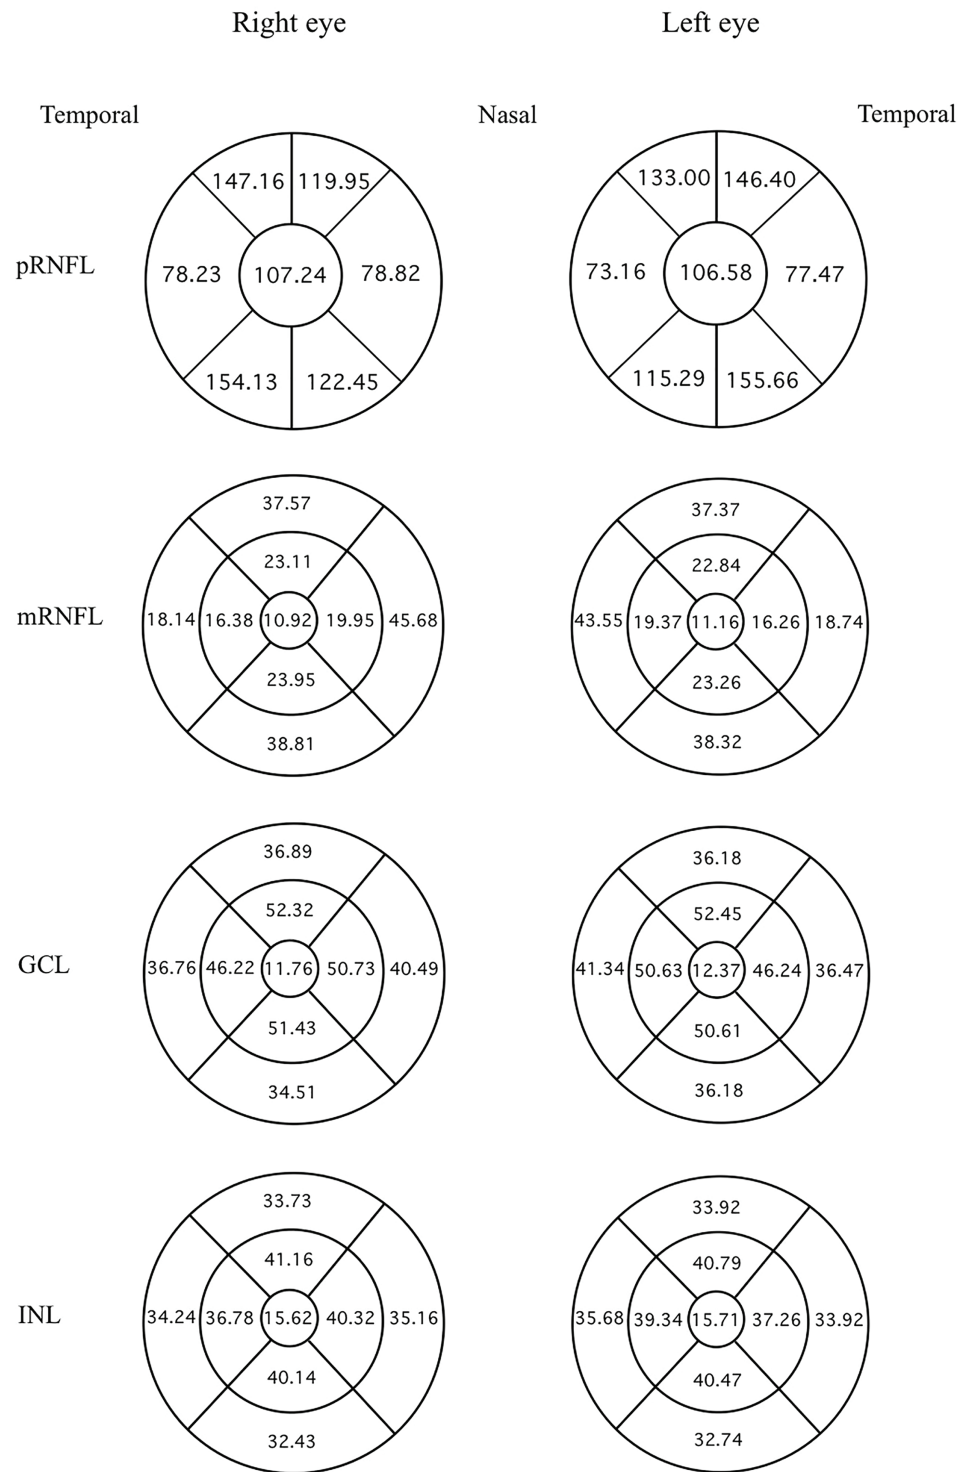 Right eye Left eye
Temporal Nasal Temporal
147.16 119.95 133.00 146.40
pRNFL 78.23 107.24 78.82 73.16 106.58 77.47
154.13 122.45 115.29 155.66
37.57 37.37
23.11 22.84
mRNFL 18.14 16.38 10.92 19.95 45.68 43.55 19.37 11.16 16.26 18.74
23.95 23.26
38.81 38.32
36.89 36.18
52.32 52.45
GCL 36.76 46.22 11.76 50.73 40.49 41.34 50.63 12.37 46.24 36.47
51.43 50.61
34.51 36.18
33.73 33.92
41.16 40.79
INL 34.24 36.78 15.62 40.32 35.16 35.68 39.34 15.71 37.26 33.92
40.14 40.47
32.43 32.74